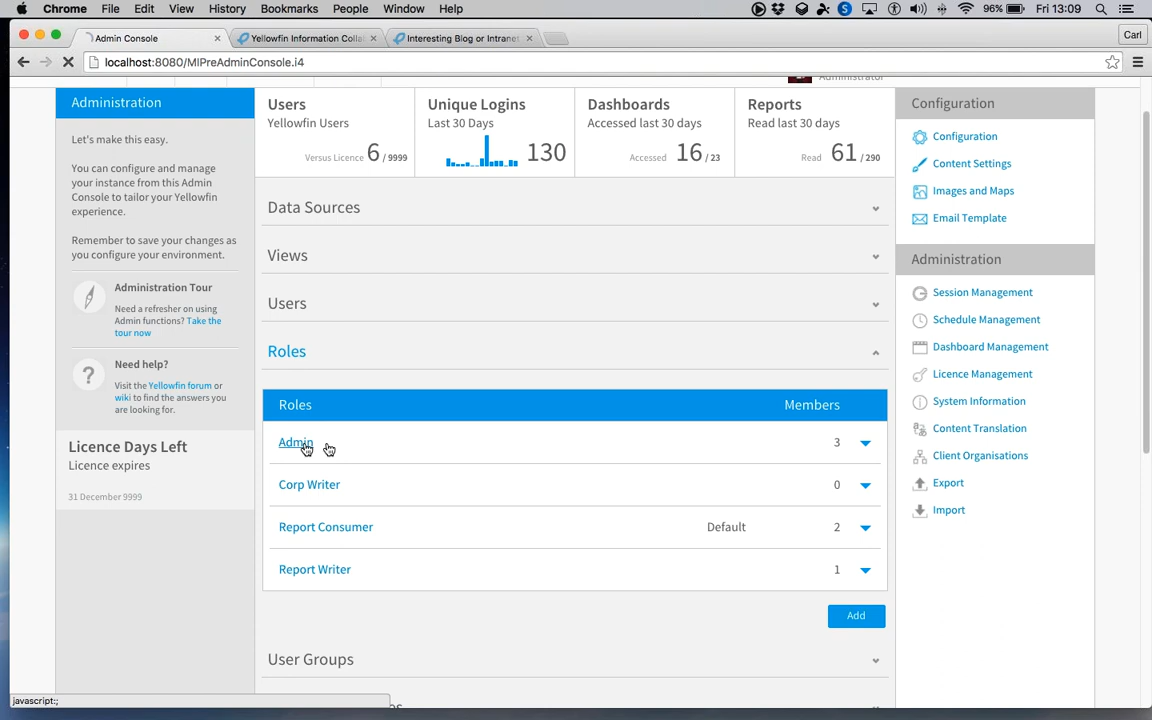 Chrome File Edit View History Bookmarks People Window Help 96% Fri 13:09
Admin Console Yellowfin Information Colla Interesting Blog or Intranet Carl
localhost:8080/MIPreAdminConsole.i4
Administrator
Administration
Let's make this easy.
You can configure and manage
your instance from this Admin
Console to tailor your Yellowfin
experience.
Remember to save your changes as
you configure your environment.
Administration Tour
Need a refresher on using
Admin functions? Take the
tour now
Need help?
Visit the Yellowfin forum or
wiki to find the answers you
are looking for.
Licence Days Left
Licence expires
31 December 9999
Users
Yellowfin Users
Versus Licence 6 / 9999
Unique Logins
Last 30 Days
130
Dashboards
Accessed last 30 days
Accessed 16 / 23
Reports
Read last 30 days
Read 61 / 290
Data Sources
Views
Users
Roles
Roles Members
Admin 3
Corp Writer 0
Report Consumer Default 2
Report Writer 1
Add
User Groups
Configuration
Configuration
Content Settings
Images and Maps
Email Template
Administration
Session Management
Schedule Management
Dashboard Management
Licence Management
System Information
Content Translation
Client Organisations
Export
Import
javascript:;